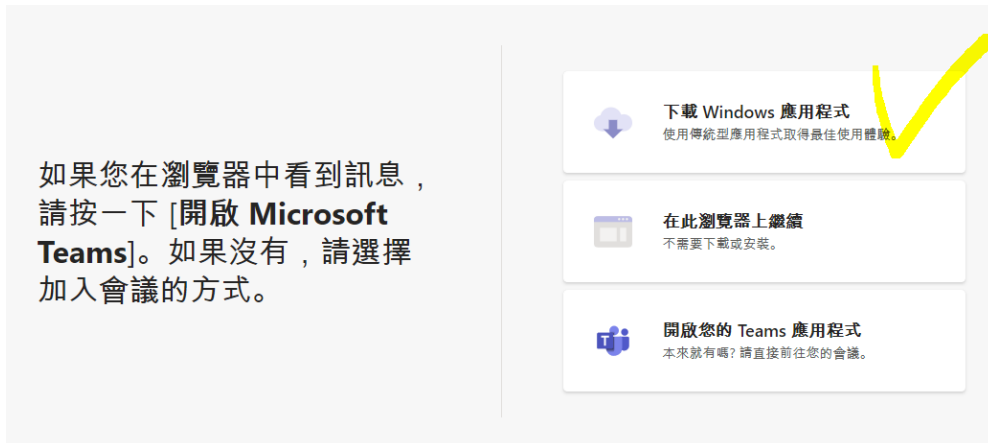 如果您在瀏覽器中看到訊息，
請按一下 [開啟 Microsoft
Teams]。如果沒有，請選擇
加入會議的方式。
下載 Windows 應用程式
使用傳統型應用程式取得最佳使用體驗。
在此瀏覽器上繼續
不需要下載或安裝。
開啟您的 Teams 應用程式
本來就有嗎? 請直接前往您的會議。